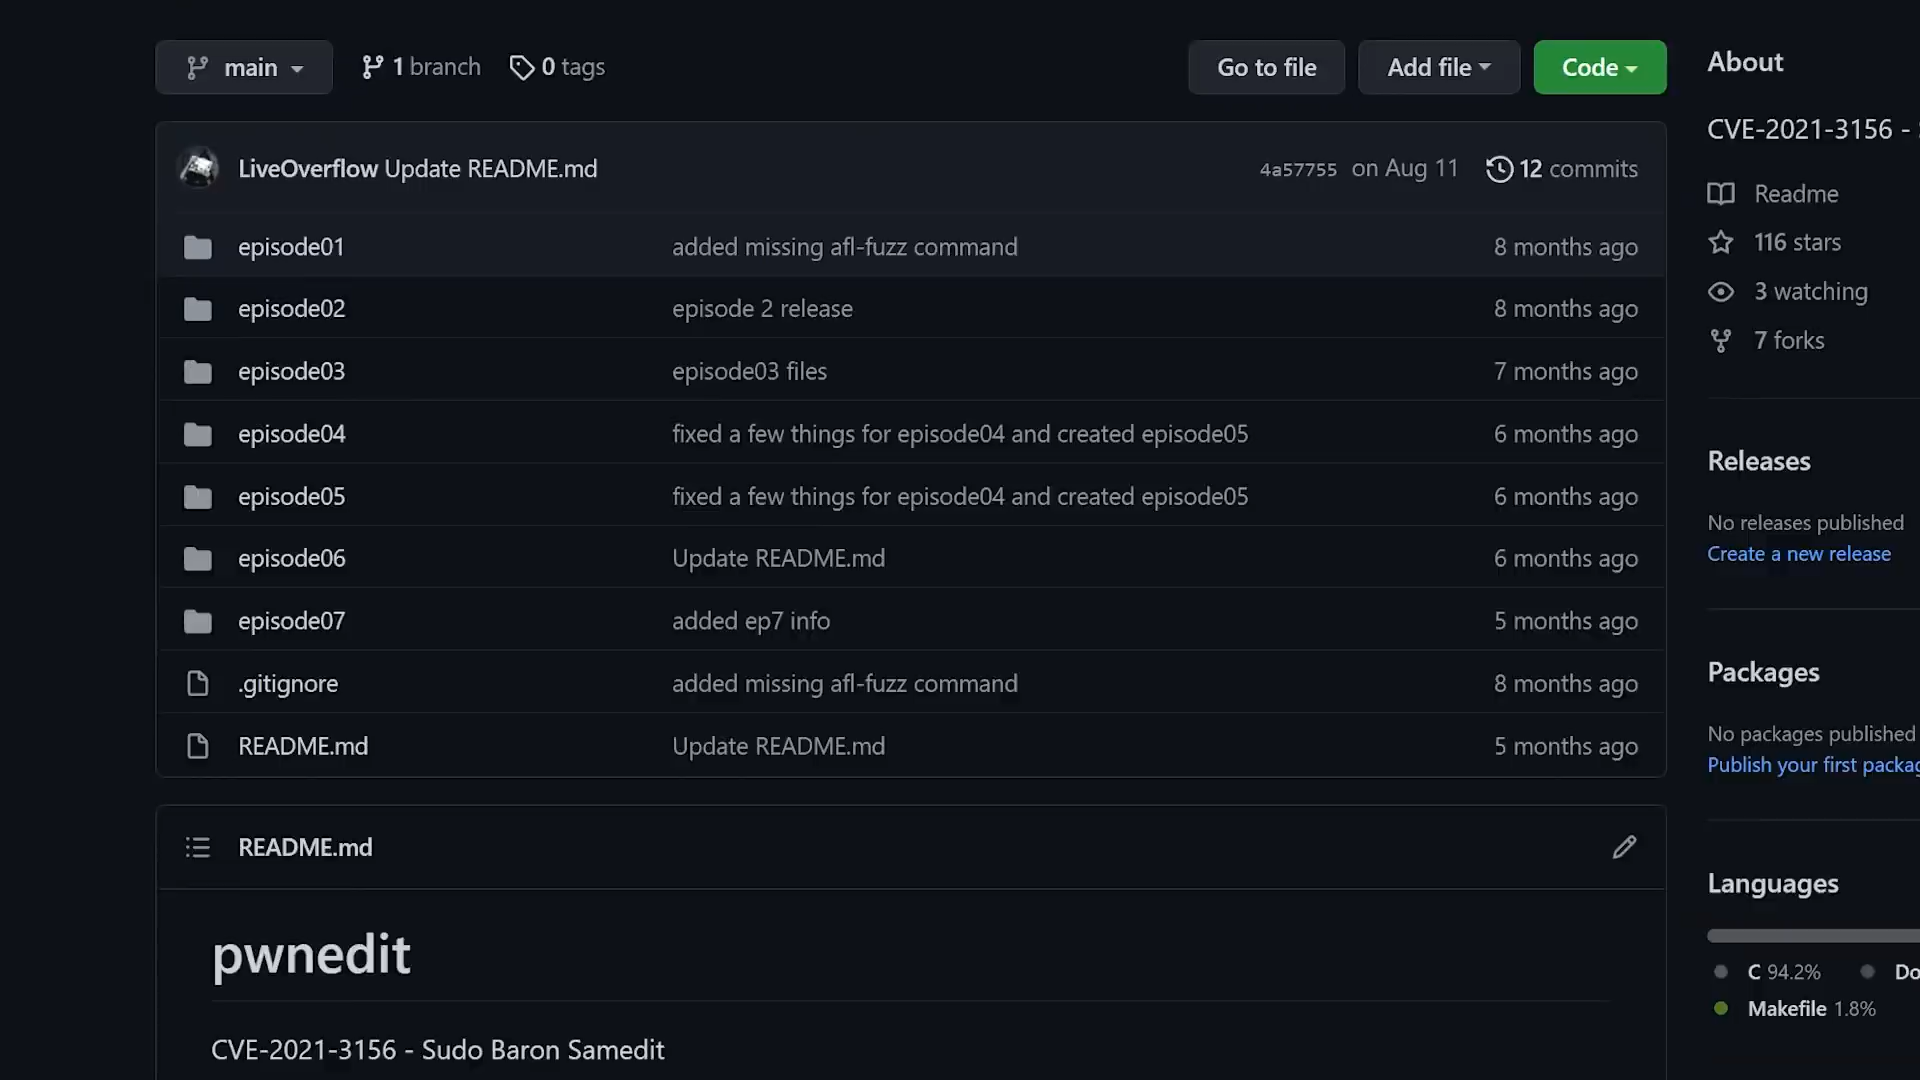 main
1 branch
0 tags
Go to file
Add file
Code
LiveOverflow Update README.md
4a57755 on Aug 11
12 commits
episode01 added missing afl-fuzz command 8 months ago
episode02 episode 2 release 8 months ago
episode03 episode03 files 7 months ago
episode04 fixed a few things for episode04 and created episode05 6 months ago
episode05 fixed a few things for episode04 and created episode05 6 months ago
episode06 Update README.md 6 months ago
episode07 added ep7 info 5 months ago
.gitignore added missing afl-fuzz command 8 months ago
README.md Update README.md 5 months ago
README.md
pwnedit
CVE-2021-3156 - Sudo Baron Samedit
About
CVE-2021-3156 -
Readme
116 stars
3 watching
7 forks
Releases
No releases published
Create a new release
Packages
No packages published
Publish your first
Languages
C 94.2%
Makefile 1.8%